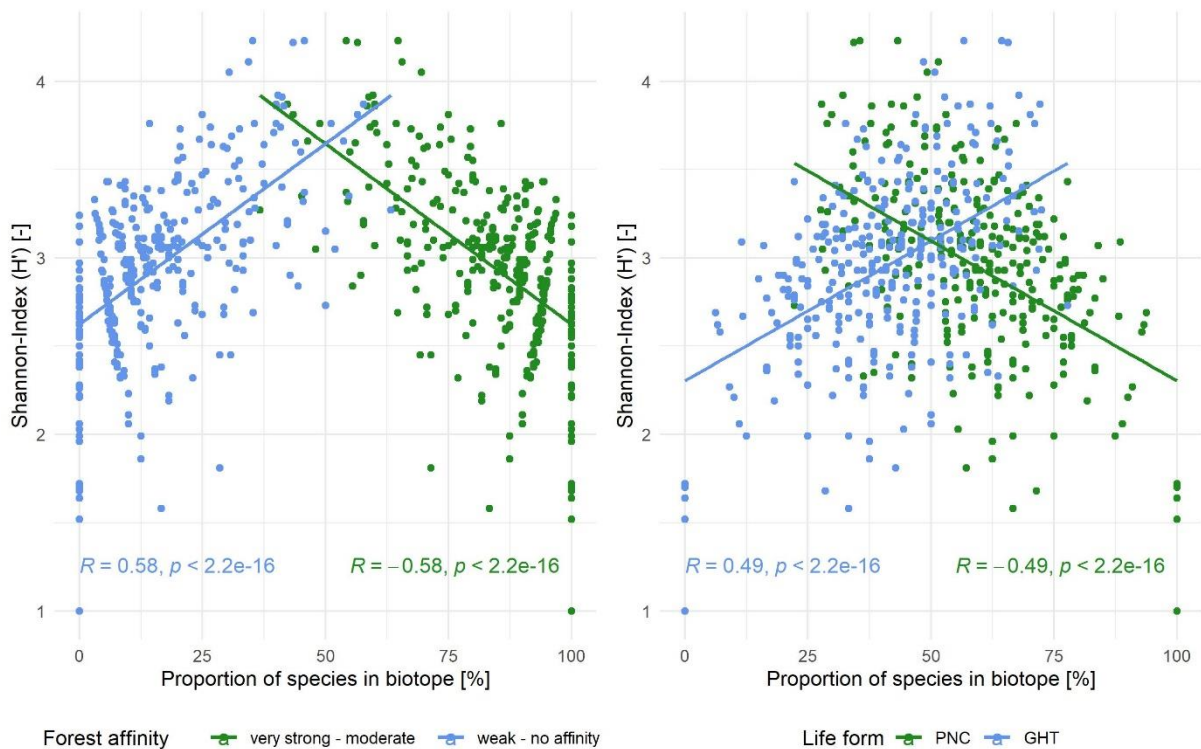 Shannon-Index (H') [-]
4
3
2
1
R = 0.58, p < 2.2e-16
R = −0.58, p < 2.2e-16
0 25 50 75 100
Proportion of species in biotope [%]
Forest affinity a very strong - moderate a weak - no affinity
Shannon-Index (H') [-]
4
3
2
1
R = 0.49, p < 2.2e-16
R = −0.49, p < 2.2e-16
0 25 50 75 100
Proportion of species in biotope [%]
Life form a PNC a GHT